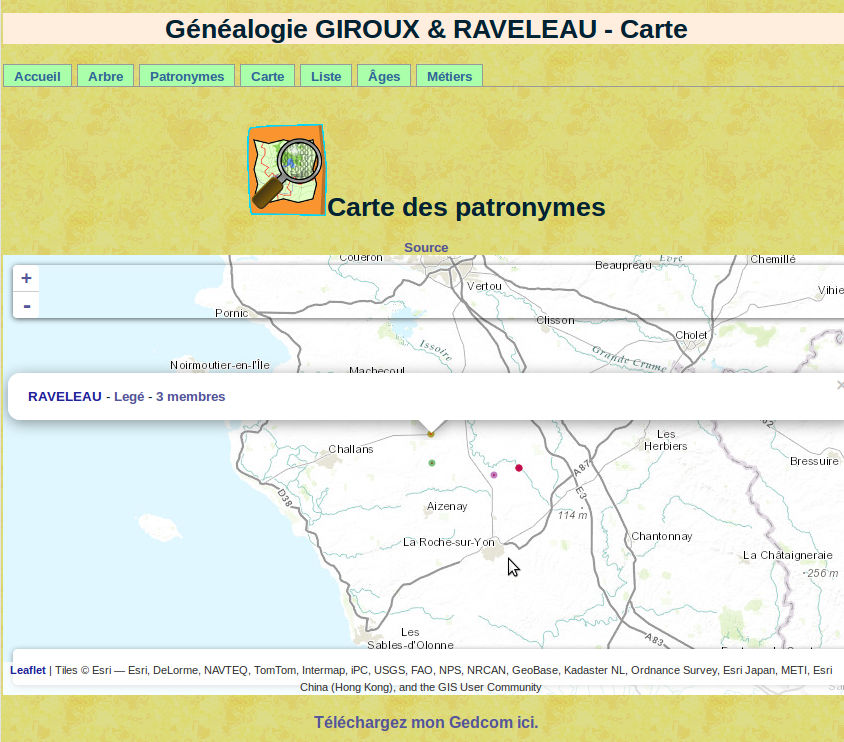 Généalogie GIROUX & RAVELEAU - Carte
Accueil Arbre Patronymes Carte Liste Âges Métiers
Carte des patronymes
Source
Couëron
Beaupréau
Evre
Chemillé
+
Vertou
Vihie
-
Pornic
Clisson
Cholet
Issoire
Grande Crume
Noirmoutier-en-l'Île
Machecoul
×
RAVELEAU - Legé - 3 membres
Challans
Les
Herbiers
Bressuire
A87
D38
E3
Aizenay
114 m
La Roche-sur-Yon
Chantonnay
La Châtaigneraie
256 m
Les
Sables-d'Olonne
A83
Leaflet | Tiles © Esri — Esri, DeLorme, NAVTEQ, TomTom, Intermap, iPC, USGS, FAO, NPS, NRCAN, GeoBase, Kadaster NL, Ordnance Survey, Esri Japan, METI, Esri
China (Hong Kong), and the GIS User Community
Téléchargez mon Gedcom ici.